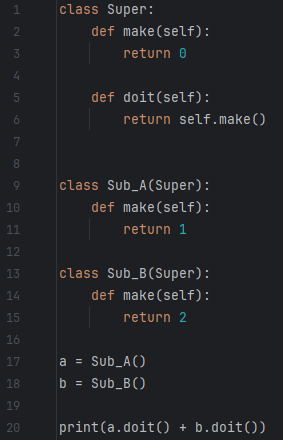 1 class Super:
2     def make(self):
3         return 0
4
5     def doit(self):
6         return self.make()
7
8
9 class Sub_A(Super):
10     def make(self):
11         return 1
12
13 class Sub_B(Super):
14     def make(self):
15         return 2
16
17 a = Sub_A()
18 b = Sub_B()
19
20 print(a.doit() + b.doit())